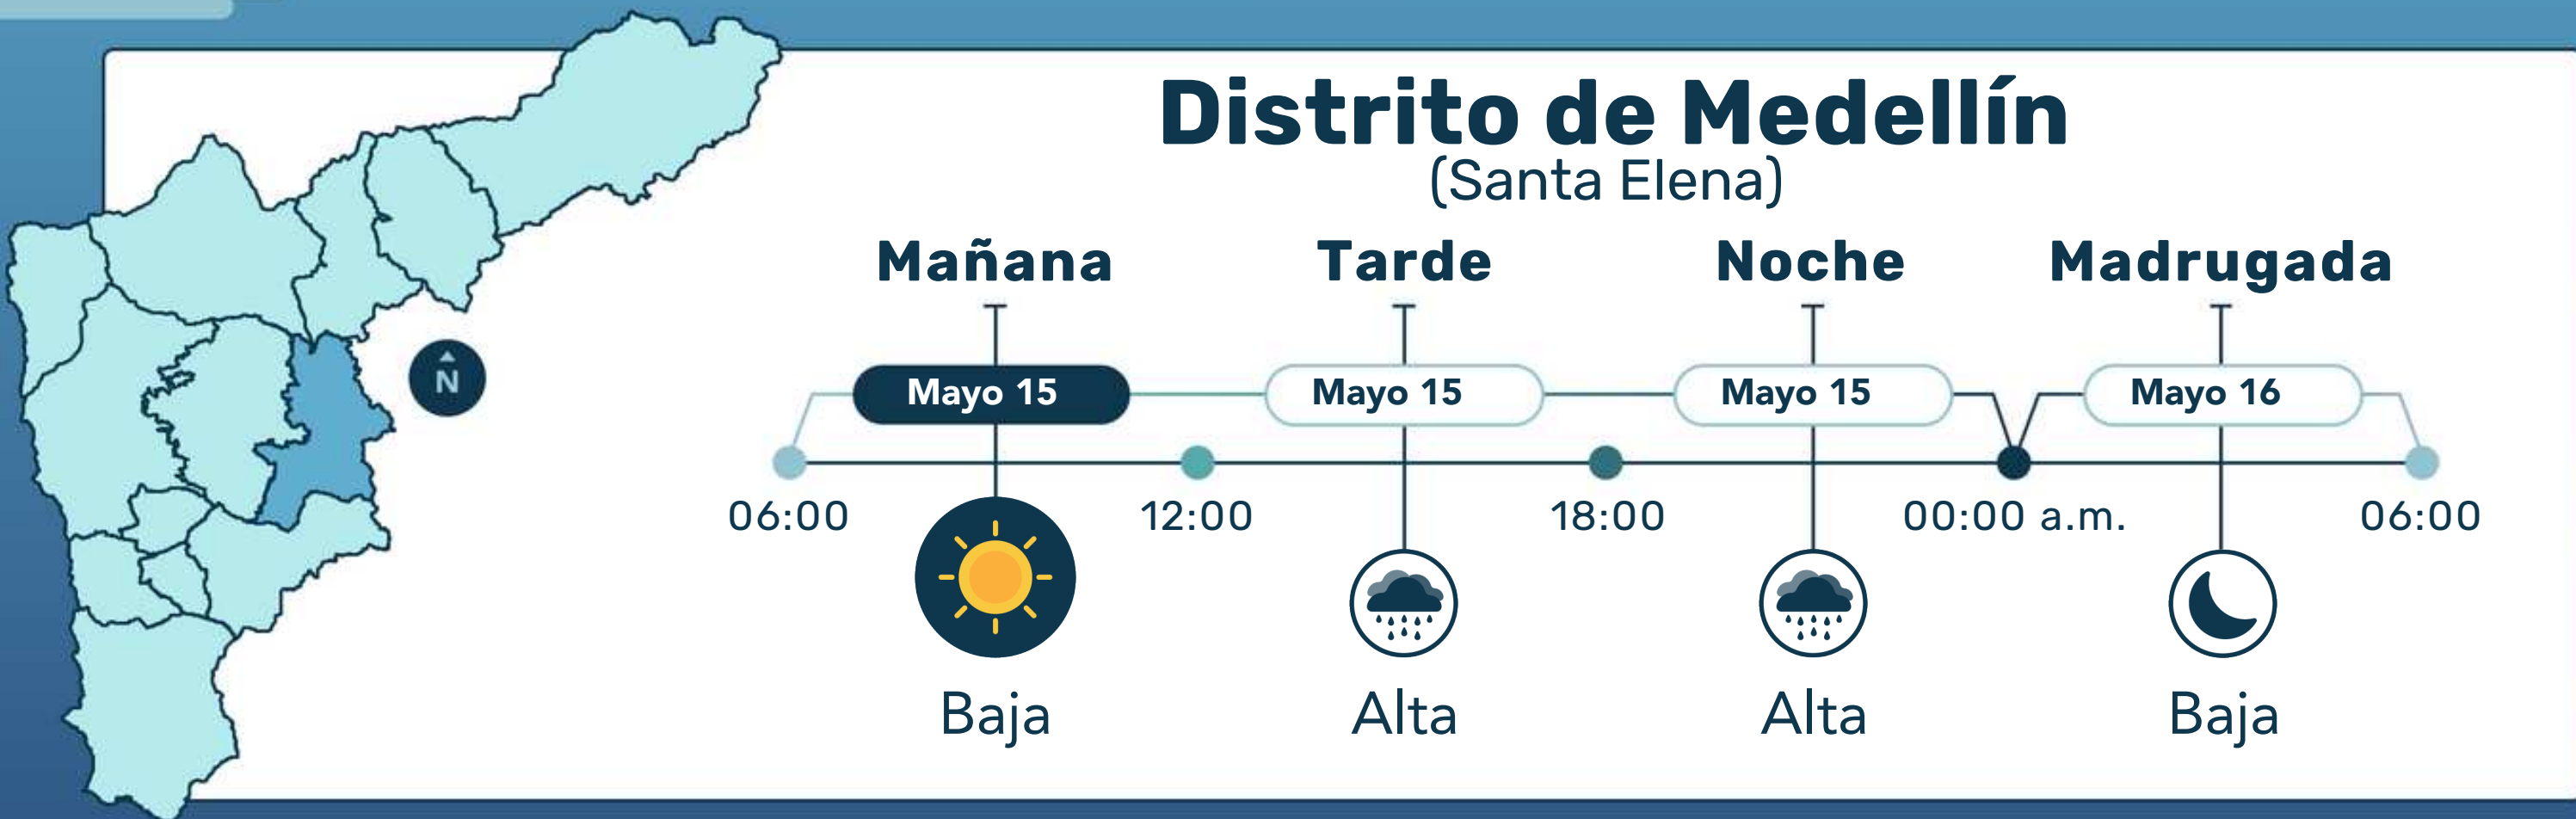 Distrito de Medellín
(Santa Elena)
Mañana Tarde Noche Madrugada
N
Mayo 15 Mayo 15 Mayo 15 Mayo 16
06:00 12:00 18:00 00:00 a.m. 06:00
Baja Alta Alta Baja